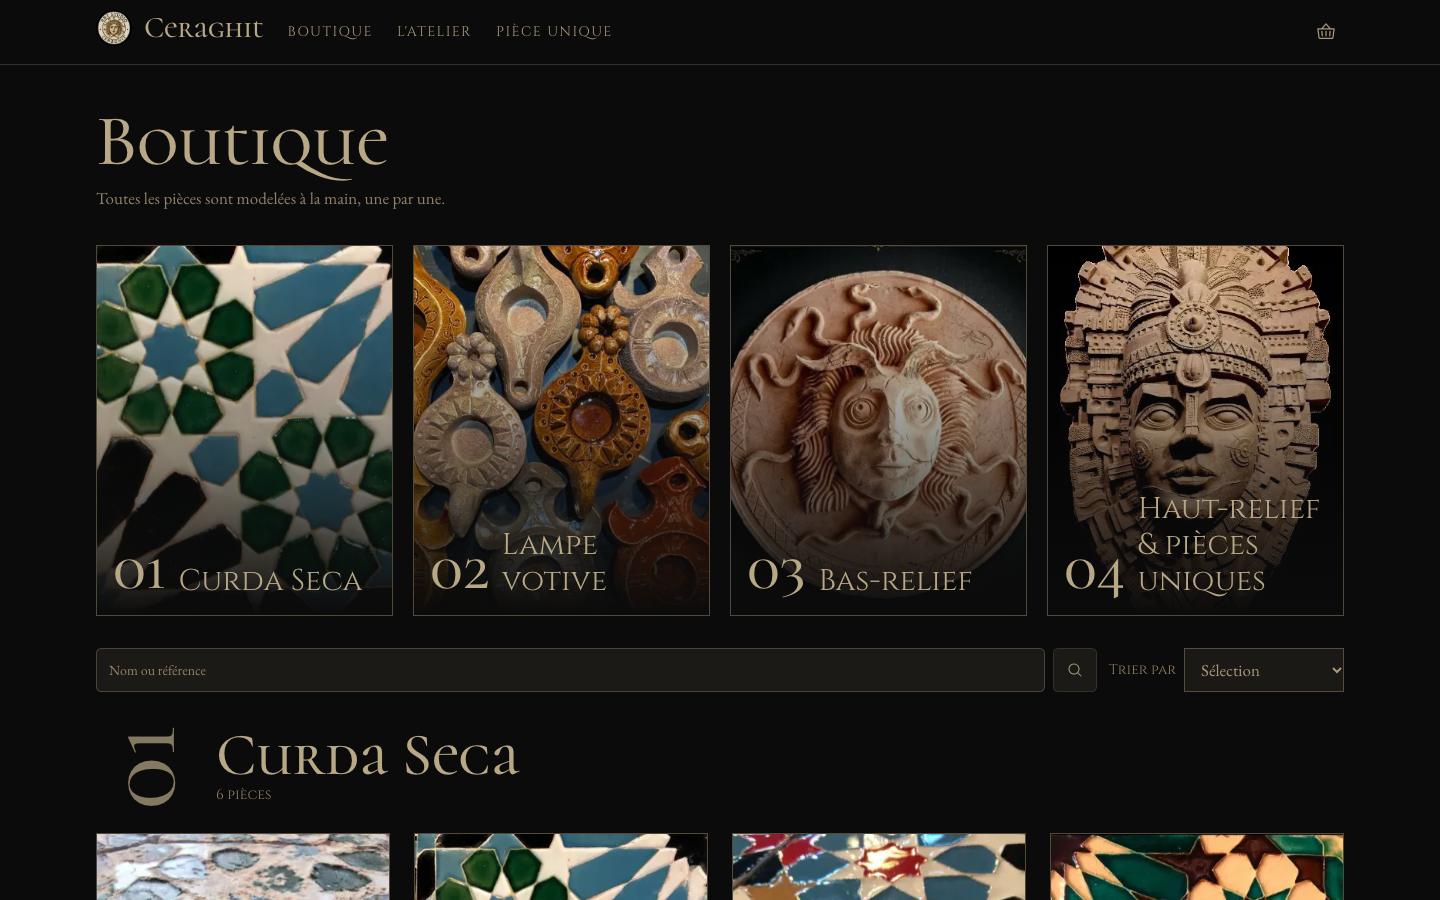 Ceraghit
BOUTIQUE
L'ATELIER
PIÈCE UNIQUE
Boutique
Toutes les pièces sont modelées à la main, une par une.
01 Curda Seca
02 Lampe
votive
03 Bas-relief
04 Haut-relief
& pièces
uniques
Nom ou référence
Trier par
Sélection
01
Curda Seca
6 pièces